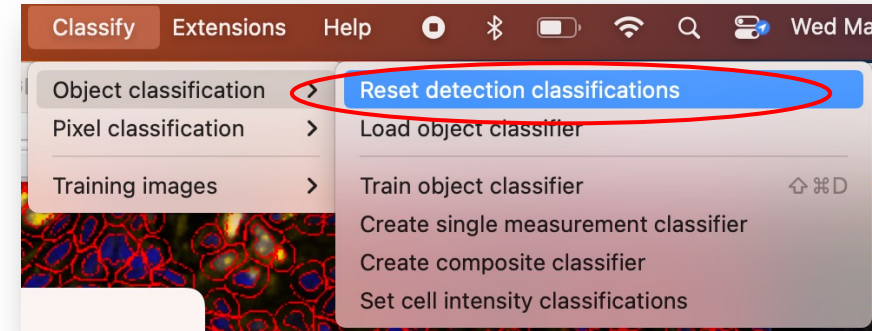 Classify Extensions Help Wed Ma
Object classification
Pixel classification
Training images
Reset detection classifications
Load object classifier
Train object classifier ⇧⌘D
Create single measurement classifier
Create composite classifier
Set cell intensity classifications